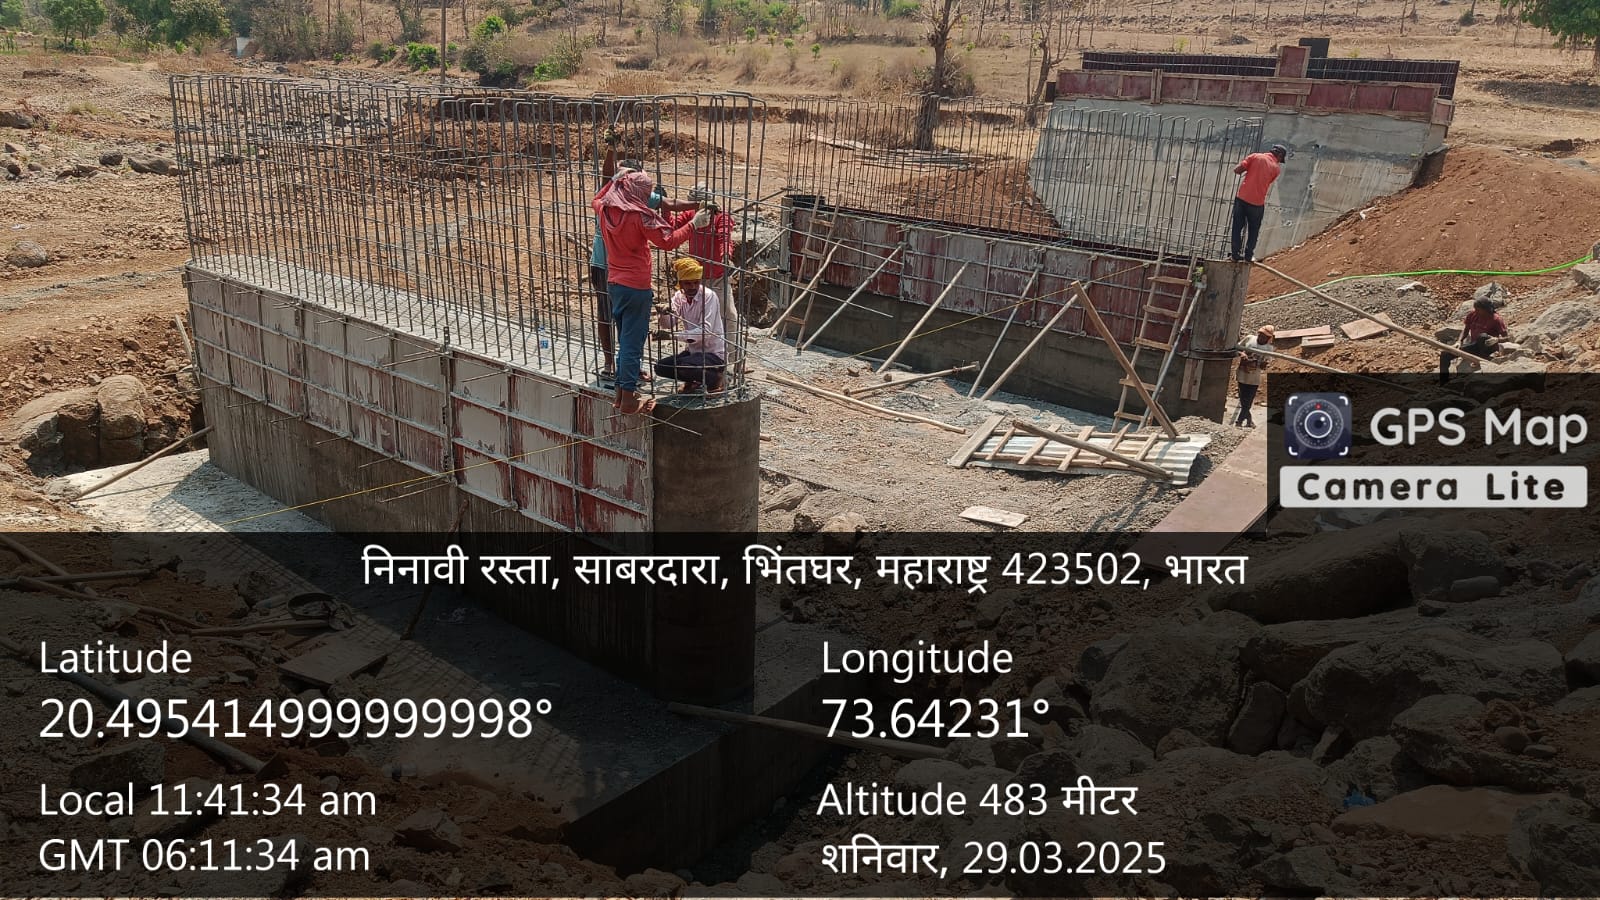 GPS Map
Camera Lite
निनावी रस्ता, साबरदारा, भिंतघर, महाराष्ट्र 423502, भारत
Latitude
20.495414999999998°
Longitude
73.64231°
Local 11:41:34 am
GMT 06:11:34 am
Altitude 483 मीटर
शनिवार, 29.03.2025